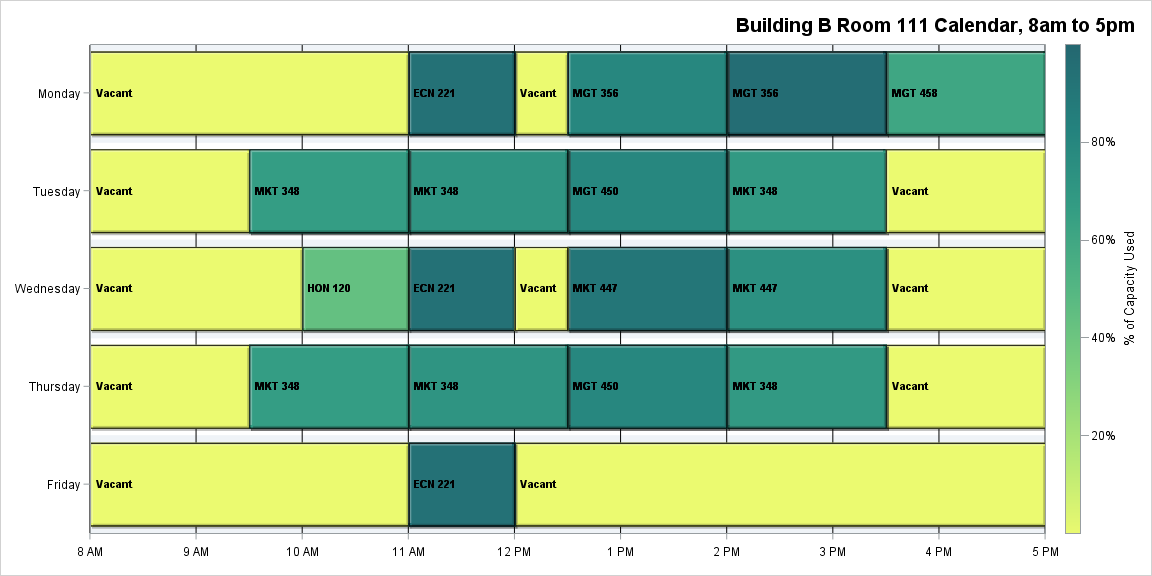 Building B Room 111 Calendar, 8am to 5pm
Monday
Vacant
ECN 221
Vacant
MGT 356
MGT 356
MGT 458
Tuesday
Vacant
MKT 348
MKT 348
MGT 450
MKT 348
Vacant
Wednesday
Vacant
HON 120
ECN 221
Vacant
MKT 447
MKT 447
Vacant
Thursday
Vacant
MKT 348
MKT 348
MGT 450
MKT 348
Vacant
Friday
Vacant
ECN 221
Vacant
8 AM
9 AM
10 AM
11 AM
12 PM
1 PM
2 PM
3 PM
4 PM
5 PM
80%
60%
40%
20%
% of Capacity Used